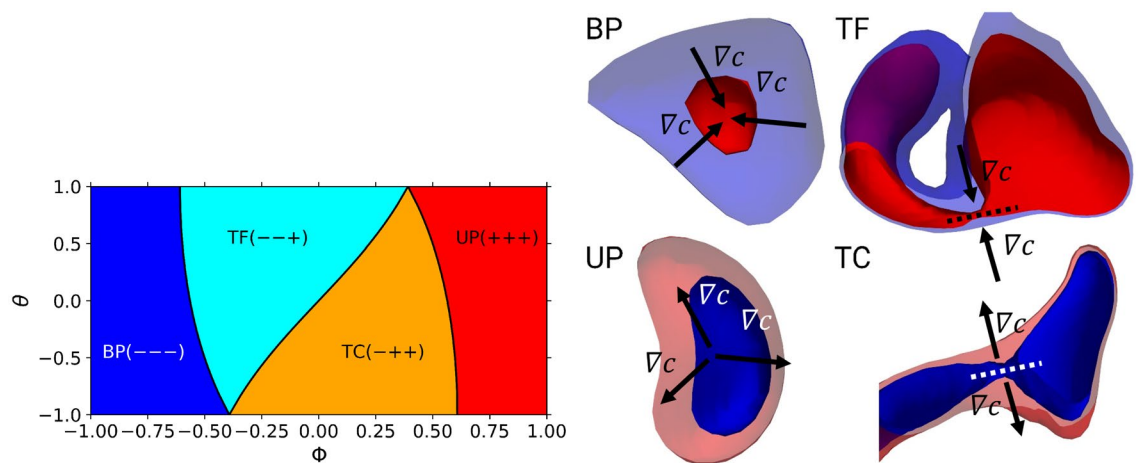 BP
∇c
∇c
∇c
TF
∇c
∇c
1.0
0.5
0.0
−0.5
−1.0
θ
TF(−−+)
UP(+++)
BP(−−−)
TC(−++)
−1.00
−0.75
−0.50
−0.25
0.00
0.25
0.50
0.75
1.00
Φ
UP
∇c
∇c
∇c
TC
∇c
∇c